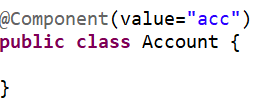 @Component(value="acc")
public class Account {
}